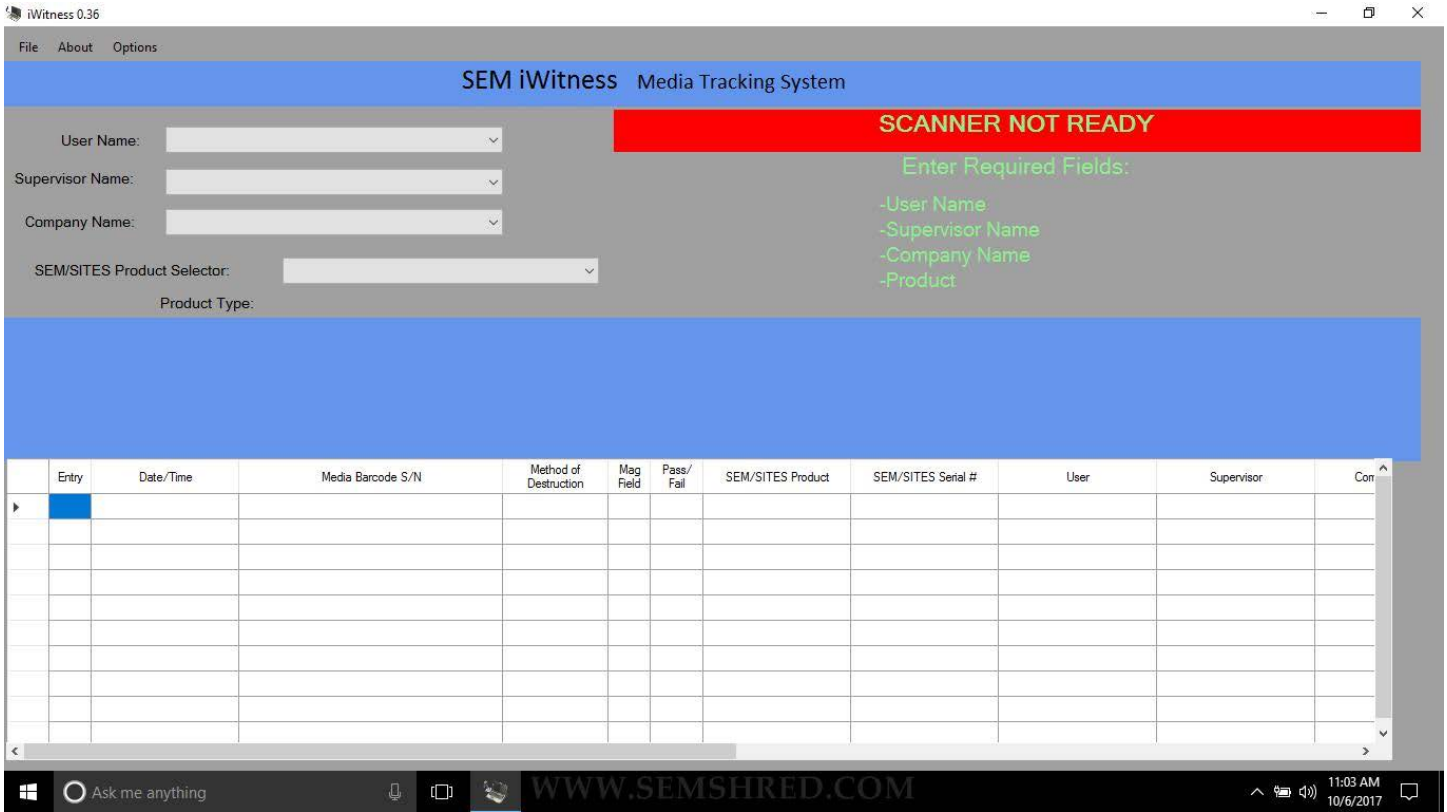 iWitness 0.36
File About Options
SEM iWitness Media Tracking System
SCANNER NOT READY
User Name:
Enter Required Fields:
Supervisor Name:
-User Name
-Supervisor Name
Company Name:
-Company Name
SEM/SITES Product Selector:
-Product
Product Type:
Entry Date/Time Media Barcode S/N Method of Destruction Mag Field Pass/ Fail SEM/SITES Product SEM/SITES Serial # User Supervisor Com
Ask me anything
WWW.SEMSHRED.COM
11:03 AM
10/6/2017